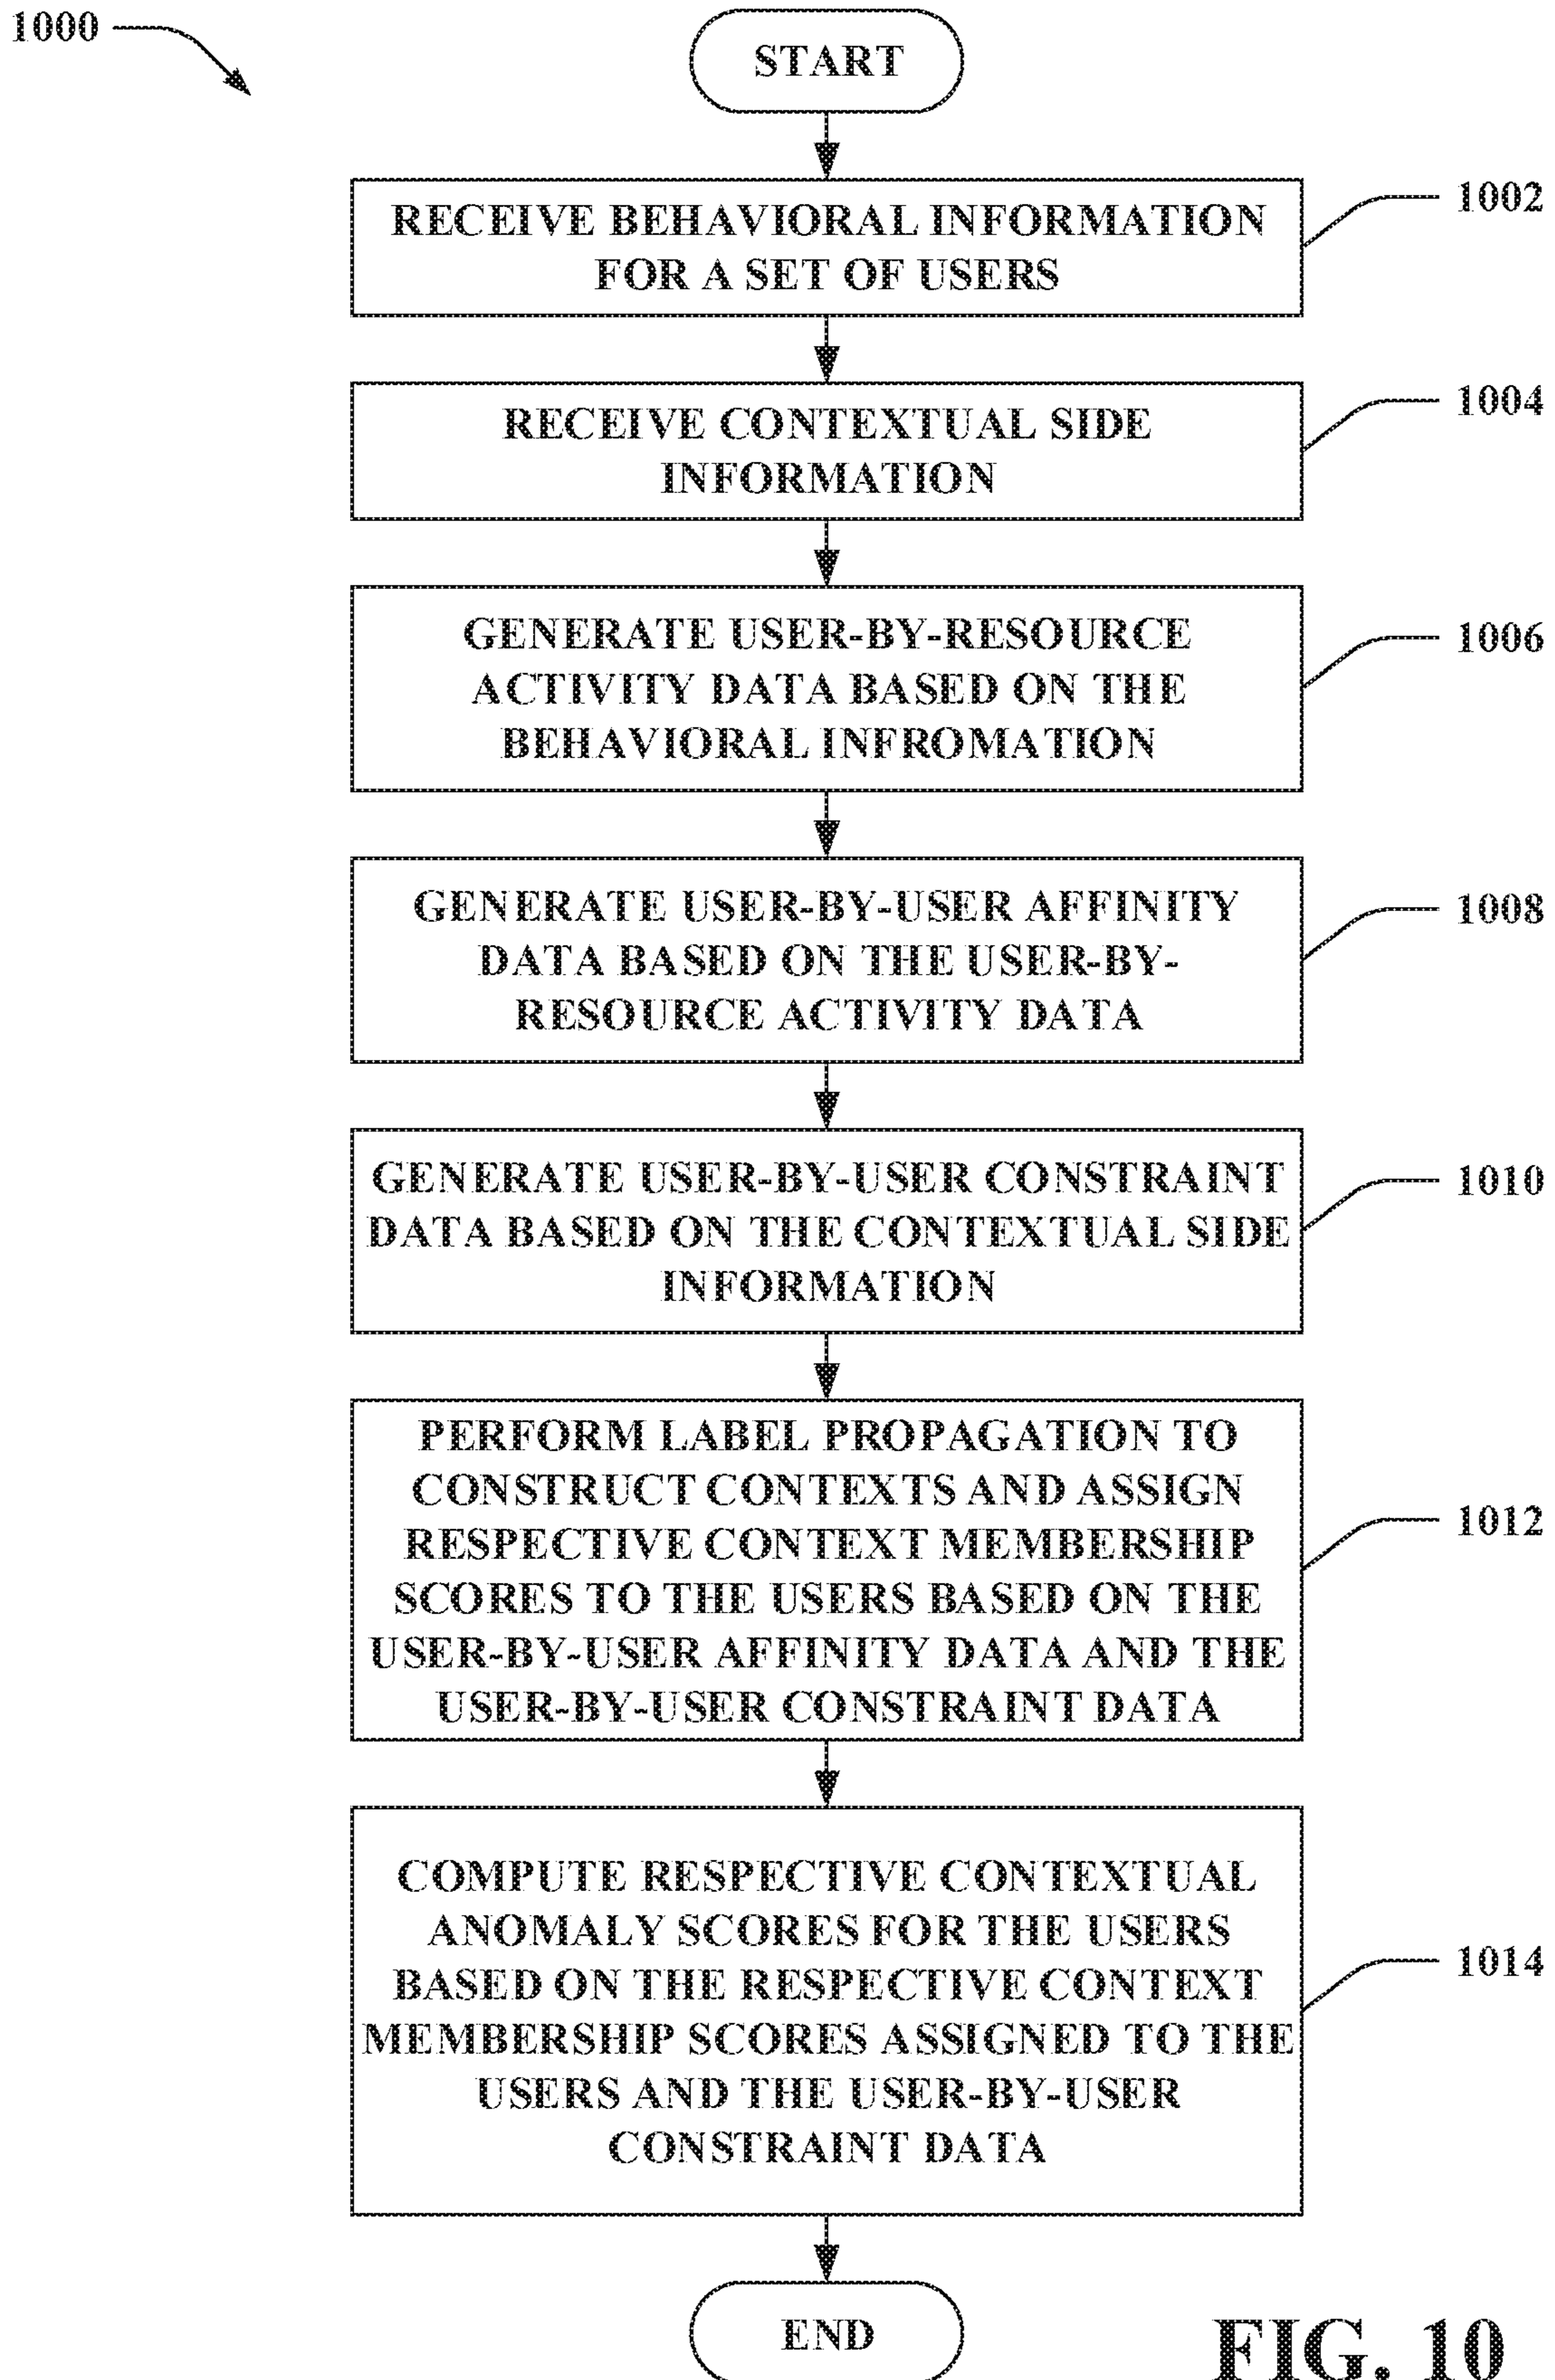 1000
START
RECEIVE BEHAVIORAL INFORMATION
FOR A SET OF USERS
1002
RECEIVE CONTEXTUAL SIDE
INFORMATION
1004
GENERATE USER-BY-RESOURCE
ACTIVITY DATA BASED ON THE
BEHAVIORAL INFROMATION
1006
GENERATE USER-BY-USER AFFINITY
DATA BASED ON THE USER-BY-
RESOURCE ACTIVITY DATA
1008
GENERATE USER-BY-USER CONSTRAINT
DATA BASED ON THE CONTEXTUAL SIDE
INFORMATION
1010
PERFORM LABEL PROPAGATION TO
CONSTRUCT CONTEXTS AND ASSIGN
RESPECTIVE CONTEXT MEMBERSHIP
SCORES TO THE USERS BASED ON THE
USER-BY-USER AFFINITY DATA AND THE
USER-BY-USER CONSTRAINT DATA
1012
COMPUTE RESPECTIVE CONTEXTUAL
ANOMALY SCORES FOR THE USERS
BASED ON THE RESPECTIVE CONTEXT
MEMBERSHIP SCORES ASSIGNED TO THE
USERS AND THE USER-BY-USER
CONSTRAINT DATA
1014
END
FIG. 10